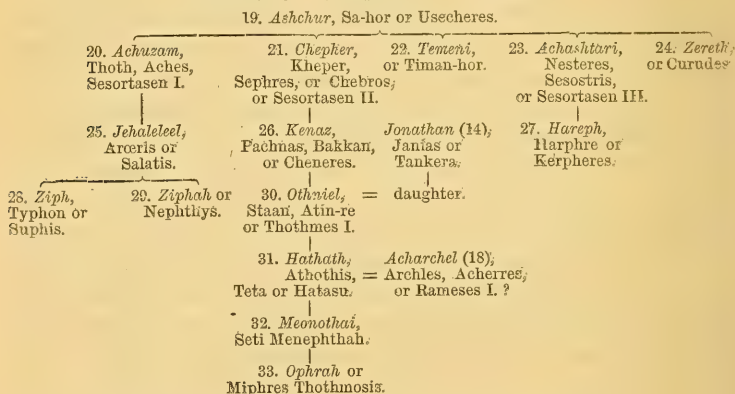 19. Ashchur, Sa-hor or Usecheres.
20. Achuzam,
Thoth, Aches,
Sesortasen I.
21. Chepher,
Kheper,
Sephres, or Chebros,
or Sesortasen II.
22. Temeni,
or Timan-hor.
23. Achashtari,
Nesteres,
Sesostris,
or Sesortasen III.
24. Zereth,
or Curudes
25. Jehaleleel,
Arœris or
Salatis.
26. Kenaz,
Pachnas, Bakkan,
or Cheneres.
Jonathan (14),
Janias or
Tankera.
27. Hareph,
Harphre or
Kerpheres.
28. Ziph,
Typhon or
Suphis.
29. Ziphah or
Nephthys.
30. Othniel, = daughter.
Staan, Atin-re
or Thothmes I.
31. Hathath,
Athothis, =
Teta or Hatasu.
Acharchel (18),
Archles, Acherres,
or Rameses I. ?
32. Meonothai,
Seti Menephthah.
33. Ophrah or
Miphres Thothmosis.